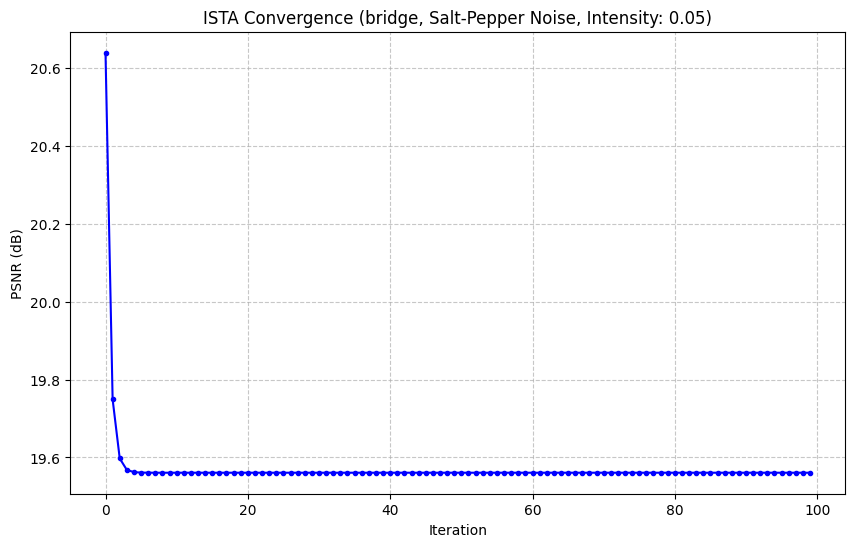 ISTA Convergence (bridge, Salt-Pepper Noise, Intensity: 0.05)
PSNR (dB)
20.6
20.4
20.2
20.0
19.8
19.6
0 20 40 60 80 100
Iteration